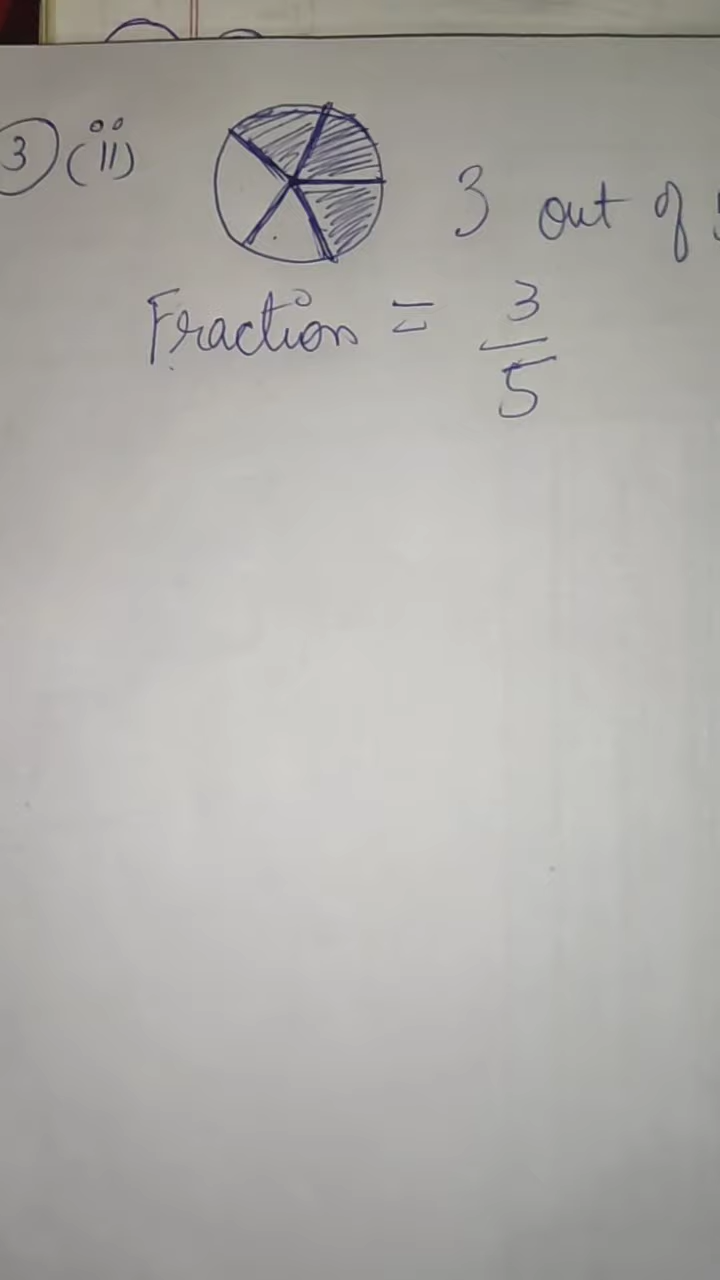 3 (ii)
3 out of
Fraction = 3/5